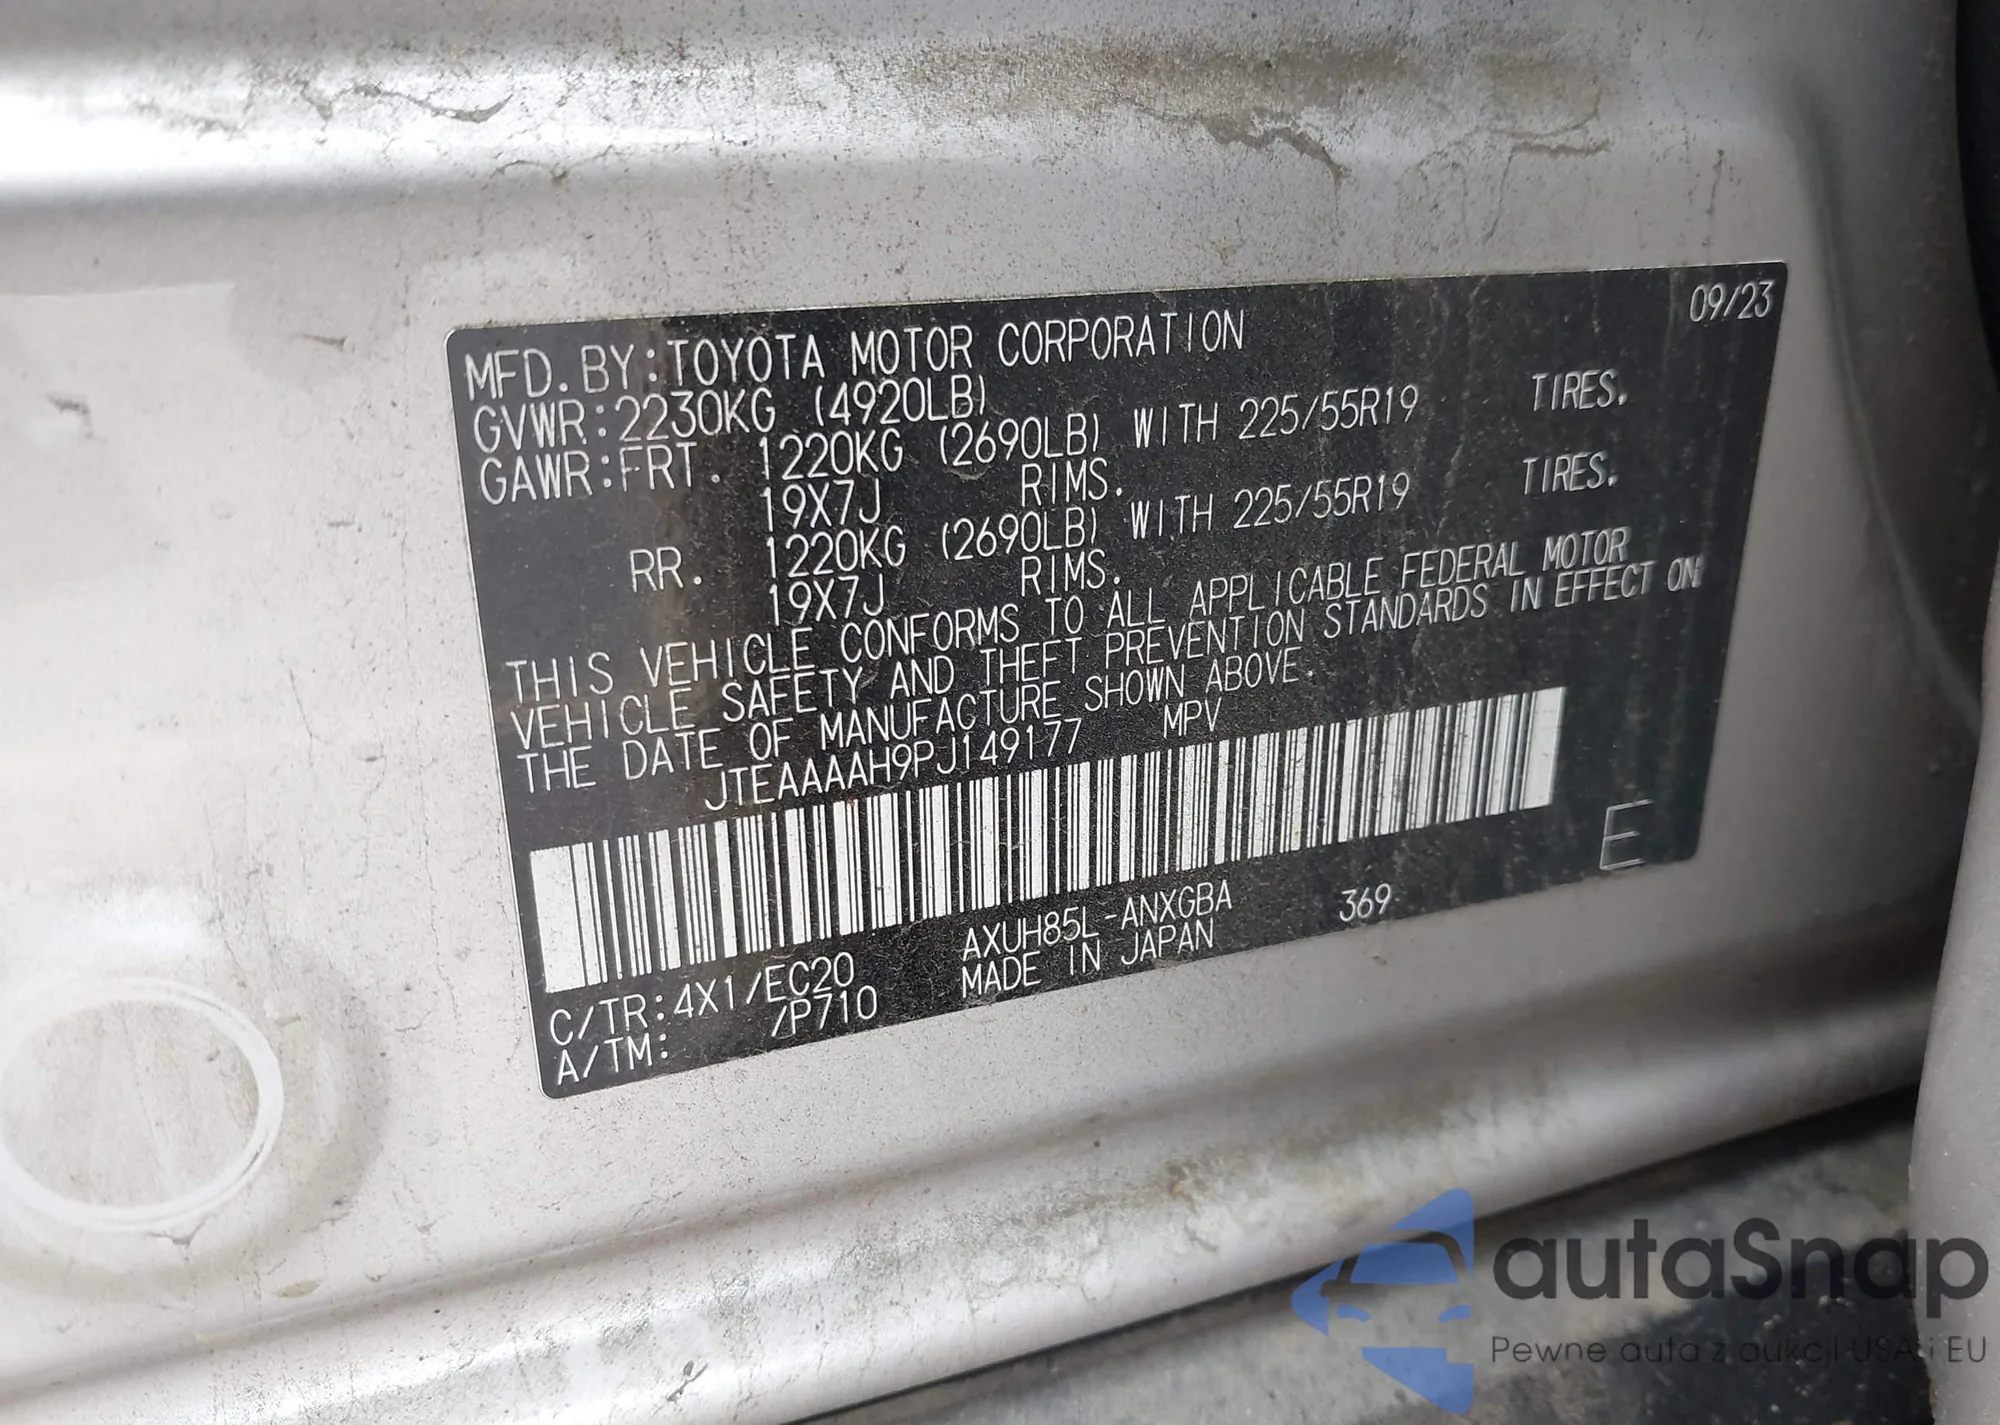 09/23
MFD. BY:TOYOTA MOTOR CORPORATION
GVWR:2230KG (4920LB)
GAWR:FRT. 1220KG (2690LB) WITH 225/55R19 TIRES.
19X7J RIMS.
RR. 1220KG (2690LB) WITH 225/55R19 TIRES.
19X7J RIMS.
THIS VEHICLE CONFORMS TO ALL APPLICABLE FEDERAL MOTOR
VEHICLE SAFETY AND THEFT PREVENTION STANDARDS IN EFFECT ON
THE DATE OF MANUFACTURE SHOWN ABOVE.
JTEAAAAH9PJ149177 MPV
E
C/TR:4X1/EC20 AXUH85L-ANXGBA 369
A/TM: /P710 MADE IN JAPAN
autaSnap
Pewne auta z aukcji USA i EU